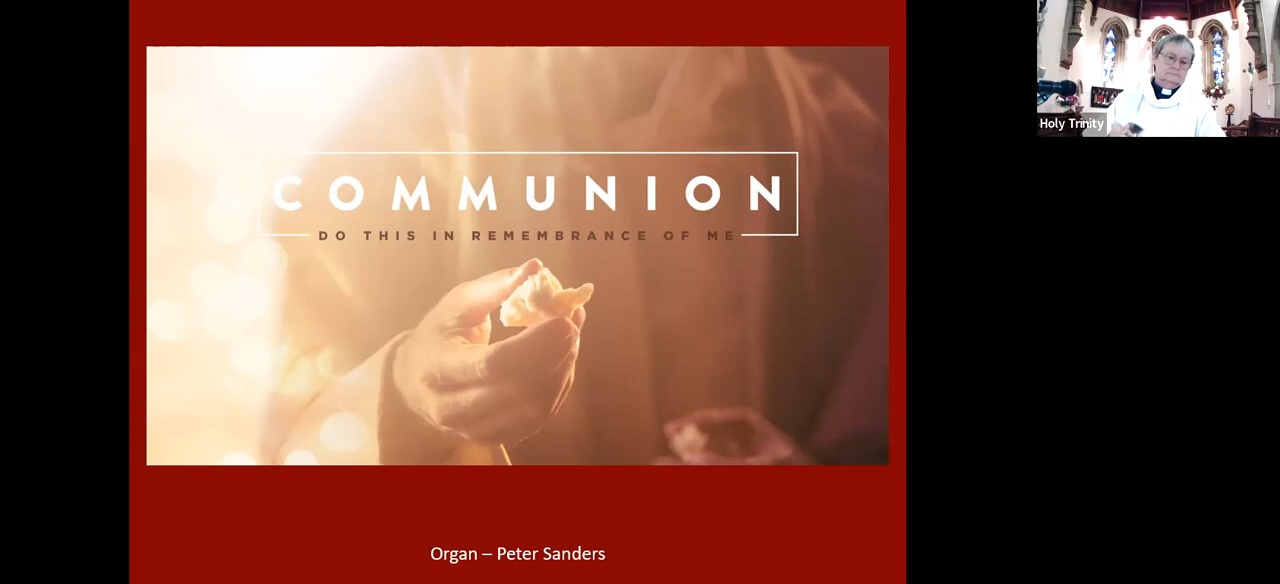 COMMUNION
DO THIS IN REMEMBRANCE OF ME
Holy Trinity
Organ – Peter Sanders